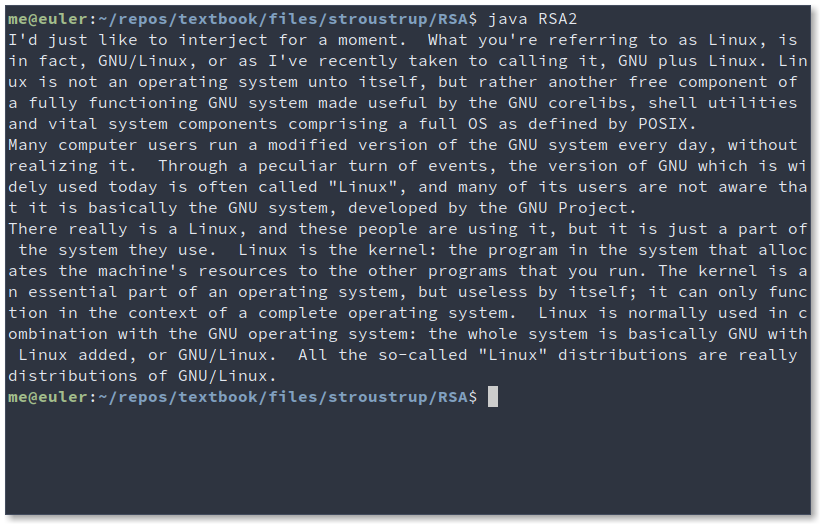 me@euler:~/repos/textbook/files/stroustrup/RSA$ java RSA2
I'd just like to interject for a moment.  What you're referring to as Linux, is
in fact, GNU/Linux, or as I've recently taken to calling it, GNU plus Linux. Lin
ux is not an operating system unto itself, but rather another free component of
a fully functioning GNU system made useful by the GNU corelibs, shell utilities
and vital system components comprising a full OS as defined by POSIX.
Many computer users run a modified version of the GNU system every day, without
realizing it.  Through a peculiar turn of events, the version of GNU which is wi
dely used today is often called "Linux", and many of its users are not aware tha
t it is basically the GNU system, developed by the GNU Project.
There really is a Linux, and these people are using it, but it is just a part of
 the system they use.  Linux is the kernel: the program in the system that alloc
ates the machine's resources to the other programs that you run. The kernel is a
n essential part of an operating system, but useless by itself; it can only func
tion in the context of a complete operating system.  Linux is normally used in c
ombination with the GNU operating system: the whole system is basically GNU with
 Linux added, or GNU/Linux.  All the so-called "Linux" distributions are really
distributions of GNU/Linux.
me@euler:~/repos/textbook/files/stroustrup/RSA$